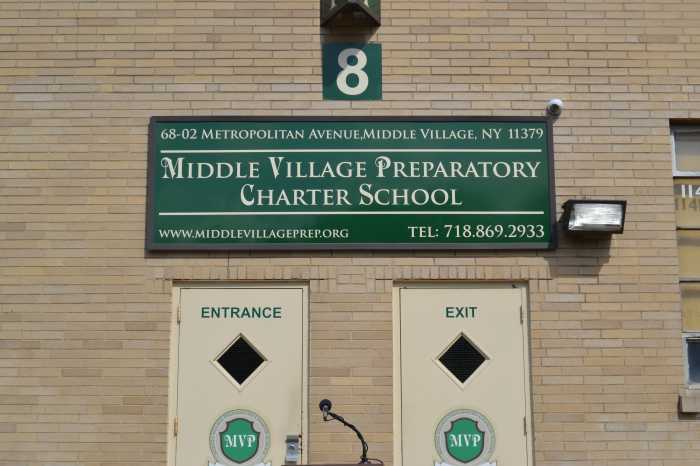 8
68-02 METROPOLITAN AVENUE,MIDDLE VILLAGE, NY 11379
MIDDLE VILLAGE PREPARATORY
CHARTER SCHOOL
WWW.MIDDLEVILLAGEPREP.ORG TEL: 718.869.2933
ENTRANCE EXIT
MVP MVP